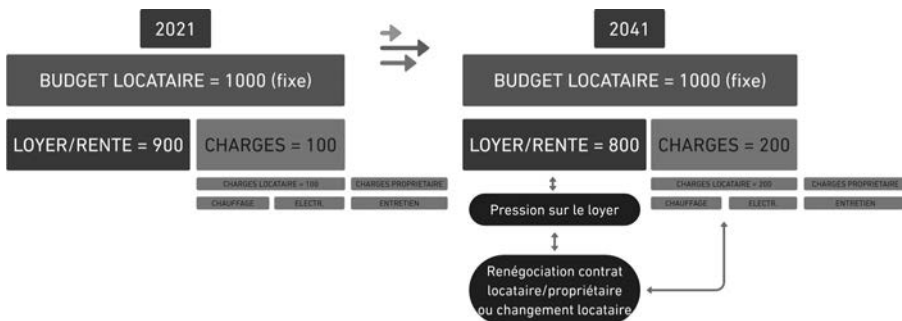 2021
BUDGET LOCATAIRE = 1000 (fixe)
LOYER/RENTE = 900
CHARGES = 100
CHARGES LOCATAIRE = 100
CHARGES PROPRIÉTAIRE
CHAUFFAGE
ELECTR.
ENTRETIEN
2041
BUDGET LOCATAIRE = 1000 (fixe)
LOYER/RENTE = 800
CHARGES = 200
CHARGES LOCATAIRE = 200
CHARGES PROPRIÉTAIRE
CHAUFFAGE
ELECTR.
ENTRETIEN
Pression sur le loyer
Renégociation contrat
locataire/propriétaire
ou changement locataire